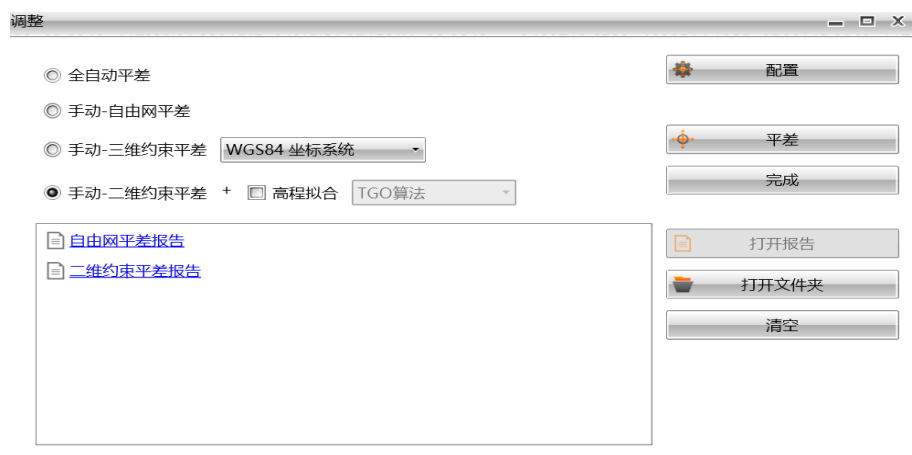 调整
全自动平差
手动-自由网平差
手动-三维约束平差 WGS84 坐标系统
手动-二维约束平差 + 高程拟合 TGO算法
自由网平差报告
二维约束平差报告
配置
平差
完成
打开报告
打开文件夹
清空